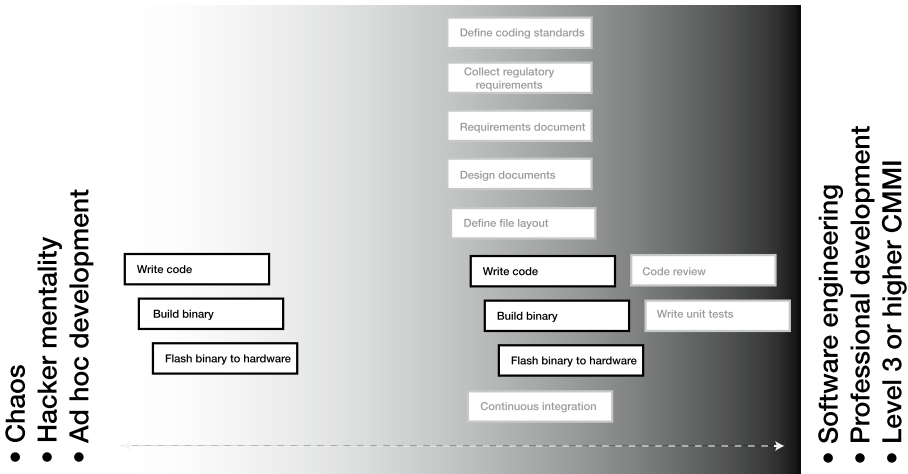 • Chaos
• Hacker mentality
• Ad hoc development
Define coding standards
Collect regulatory
requirements
Requirements document
Design documents
Define file layout
Write code
Build binary
Flash binary to hardware
Write code
Code review
Build binary
Write unit tests
Flash binary to hardware
Continuous integration
• Software engineering
• Professional development
• Level 3 or higher CMMI